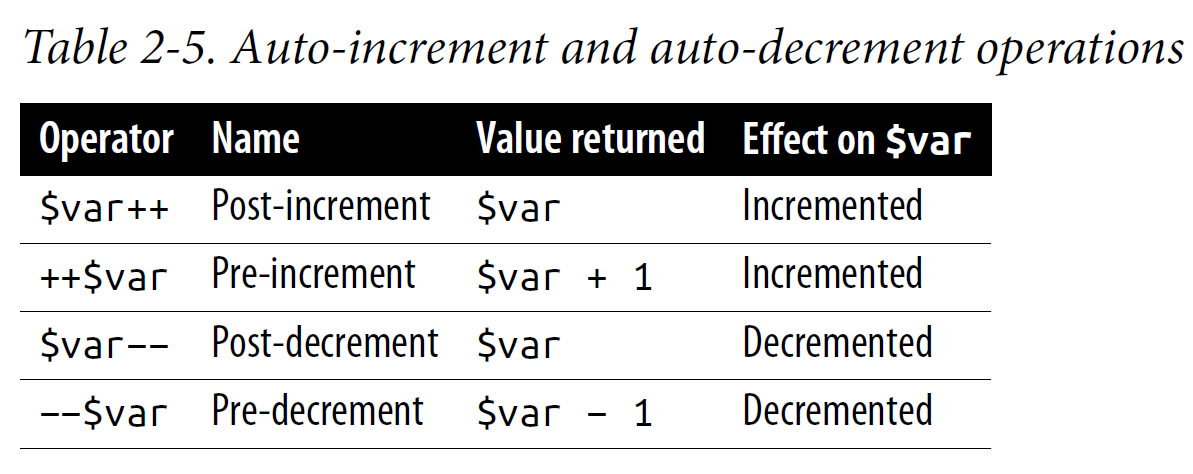 Table 2-5. Auto-increment and auto-decrement operations
Operator Name Value returned Effect on $var
$var++ Post-increment $var Incremented
++$var Pre-increment $var + 1 Incremented
$var-- Post-decrement $var Decremented
--$var Pre-decrement $var - 1 Decremented